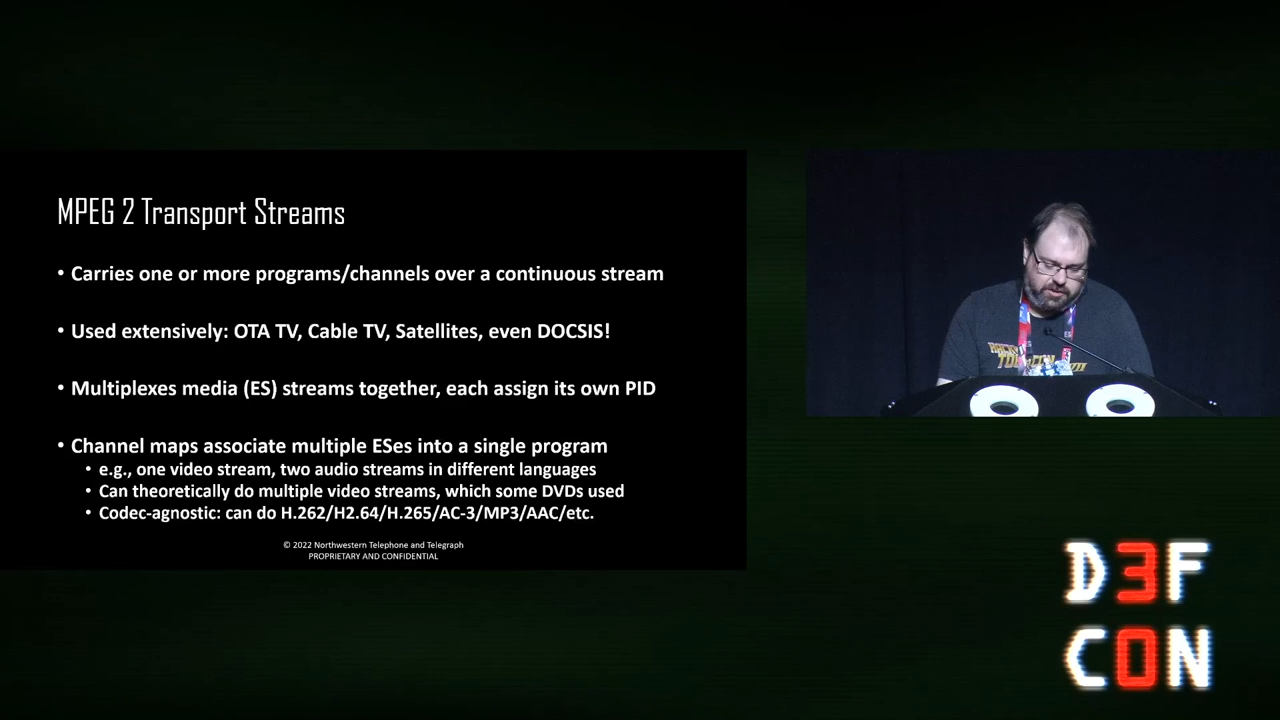 MPEG 2 Transport Streams
• Carries one or more programs/channels over a continuous stream
• Used extensively: OTA TV, Cable TV, Satellites, even DOCSIS!
• Multiplexes media (ES) streams together, each assign its own PID
• Channel maps associate multiple ESes into a single program
• e.g., one video stream, two audio streams in different languages
• Can theoretically do multiple video streams, which some DVDs used
• Codec-agnostic: can do H.262/H2.64/H.265/AC-3/MP3/AAC/etc.
© 2022 Northwestern Telephone and Telegraph
PROPRIETARY AND CONFIDENTIAL
D3F
C0N